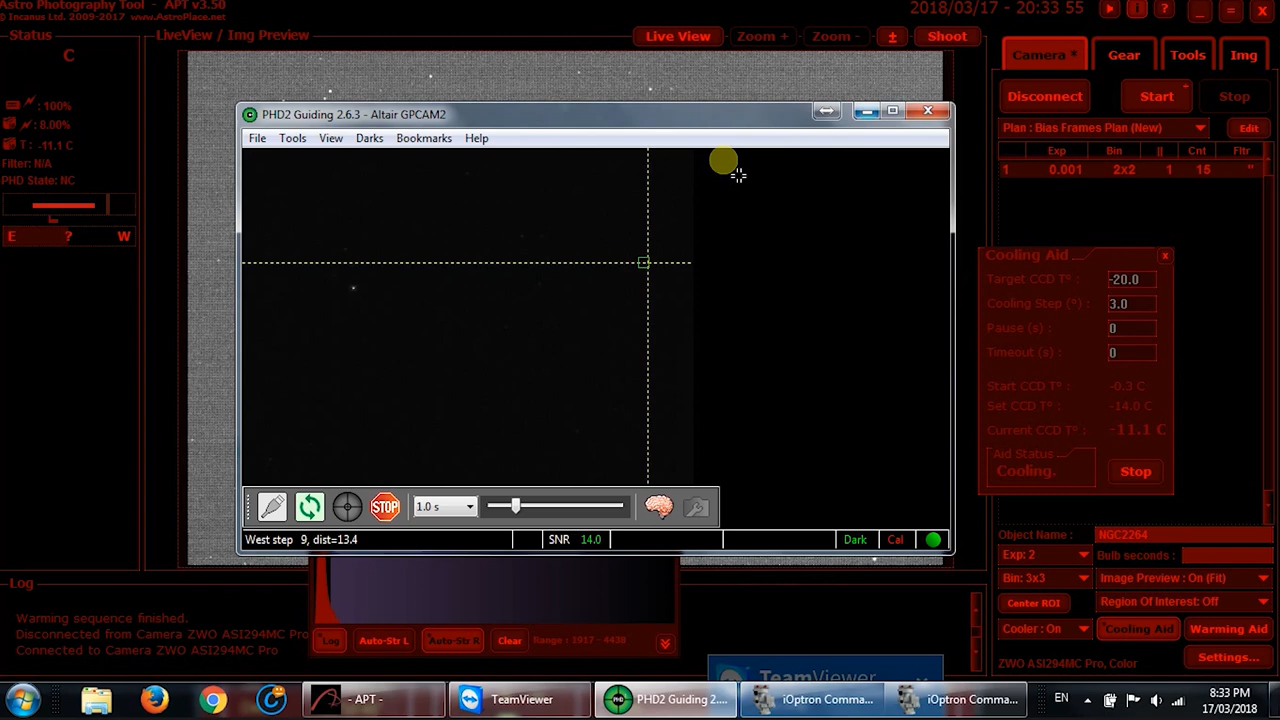 Astro Photography Tool - APT v3.50
© Incanus Ltd. 2009-2017 www.AstroPlace.net
2018/03/17 - 20:33 55
Status
C
: 100%
: 8.00%
T : -11.1 C
Filter: N/A
PHD State: NC
E ? W
LiveView / Img Preview
Live View
Zoom +
Zoom -
±
Shoot
PHD2 Guiding 2.6.3 - Altair GPCAM2
File Tools View Darks Bookmarks Help
STOP
1.0 s
West step 9, dist=13.4
SNR 14.0
Dark
Cal
Camera *
Gear
Tools
Img
Disconnect
Start
Stop
Plan : Bias Frames Plan (New)
Edit
Exp Bin || Cnt Fltr
1 0.001 2x2 1 15 "
Cooling Aid
x
Target CCD T° : -20.0
Cooling Step (°) : 3.0
Pause (s) : 0
Timeout (s) : 0
Start CCD T° : -0.3 C
Set CCD T° : -14.0 C
Current CCD T° : -11.1 C
Aid Status
Cooling.
Stop
Object Name : NGC2264
Exp: 2
Bulb seconds :
Bin: 3x3
Image Preview : On (Fit)
Center ROI
Region Of Interest: Off
Cooler : On
Cooling Aid
Warming Aid
ZWO ASI294MC Pro, Color
Settings...
Log
Warming sequence finished.
Disconnected from Camera ZWO ASI294MC Pro
Connected to Camera ZWO ASI294MC Pro
Log
Auto-Str L
Auto-Str R
Clear
Range : 1917 - 4430
TeamViewer
- APT -
TeamViewer
PHD2 Guiding 2....
iOptron Comma...
iOptron Comma...
EN
8:33 PM
17/03/2018